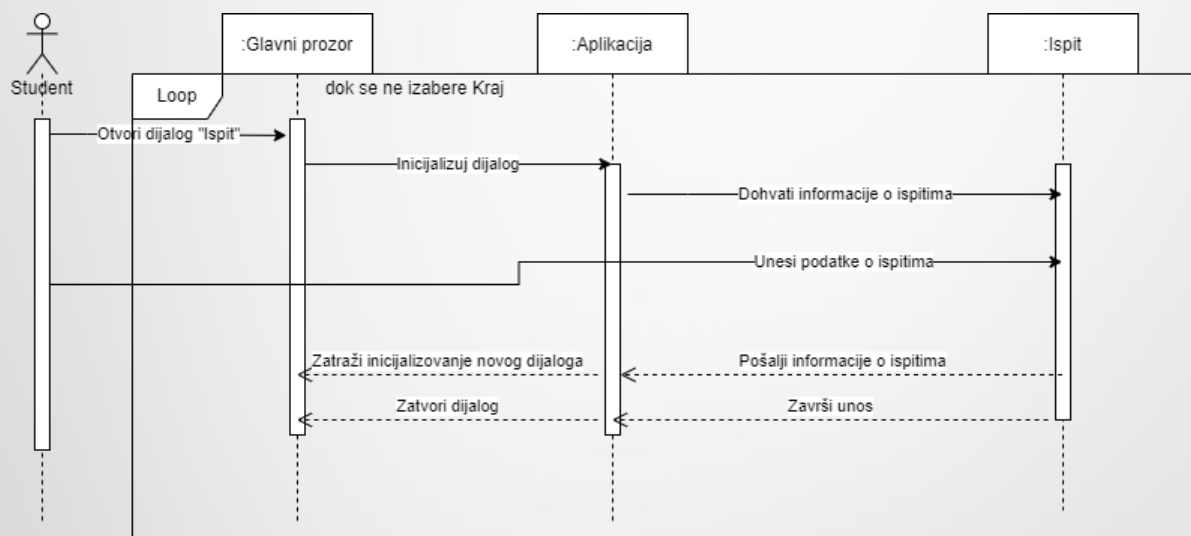 :Glavni prozor
:Aplikacija
:Ispit
Student
Loop
dok se ne izabere Kraj
Otvori dijalog "Ispit"
Inicijalizuj dijalog
Dohvati informacije o ispitima
Unesi podatke o ispitima
Zatraži inicijalizovanje novog dijaloga
Pošalji informacije o ispitima
Zatvori dijalog
Završi unos